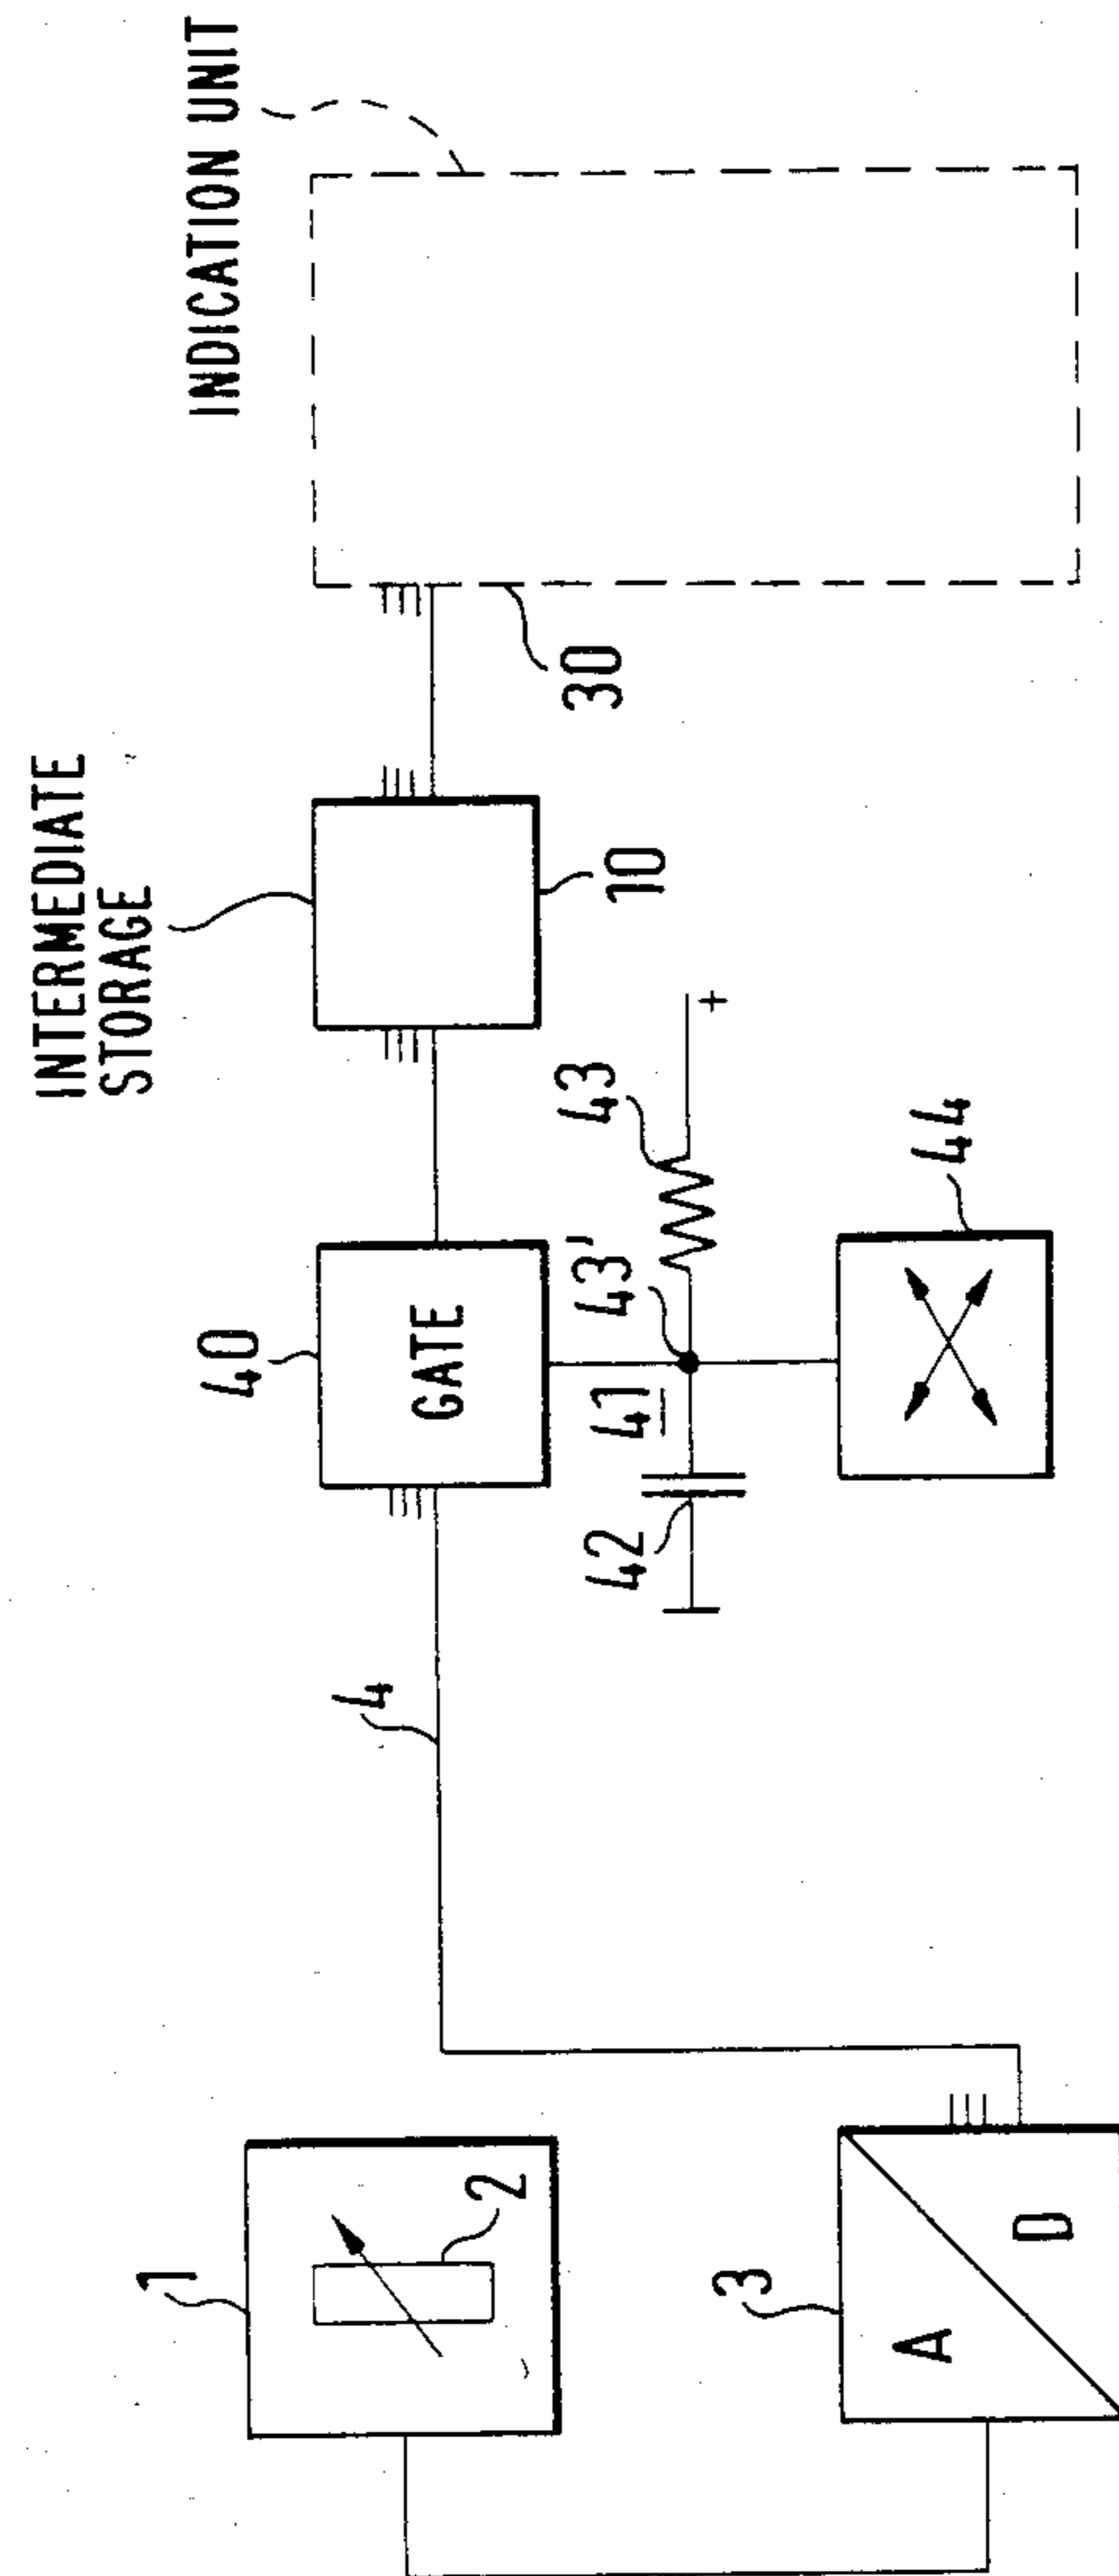 INTERMEDIATE
STORAGE
INDICATION UNIT
1
2
3
A
D
4
40
GATE
41
42
43'
43
+
44
10
30